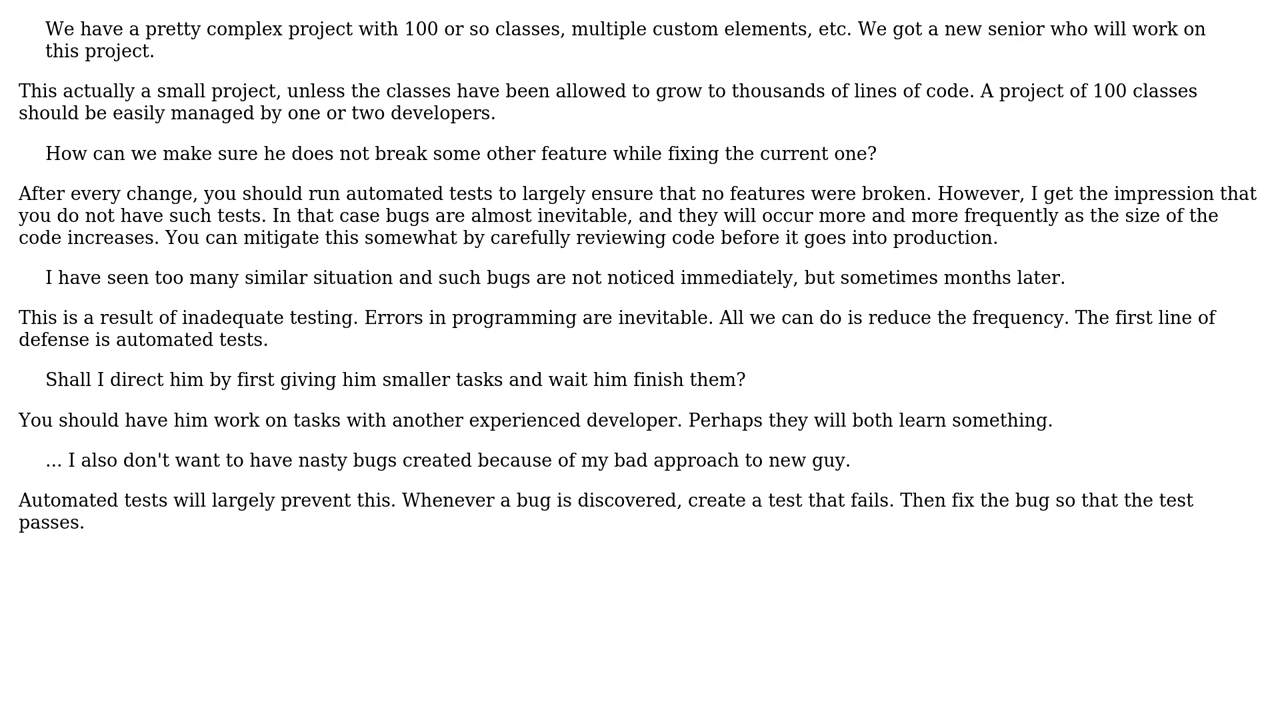 We have a pretty complex project with 100 or so classes, multiple custom elements, etc. We got a new senior who will work on
this project.
This actually a small project, unless the classes have been allowed to grow to thousands of lines of code. A project of 100 classes
should be easily managed by one or two developers.
How can we make sure he does not break some other feature while fixing the current one?
After every change, you should run automated tests to largely ensure that no features were broken. However, I get the impression that
you do not have such tests. In that case bugs are almost inevitable, and they will occur more and more frequently as the size of the
code increases. You can mitigate this somewhat by carefully reviewing code before it goes into production.
I have seen too many similar situation and such bugs are not noticed immediately, but sometimes months later.
This is a result of inadequate testing. Errors in programming are inevitable. All we can do is reduce the frequency. The first line of
defense is automated tests.
Shall I direct him by first giving him smaller tasks and wait him finish them?
You should have him work on tasks with another experienced developer. Perhaps they will both learn something.
... I also don't want to have nasty bugs created because of my bad approach to new guy.
Automated tests will largely prevent this. Whenever a bug is discovered, create a test that fails. Then fix the bug so that the test
passes.